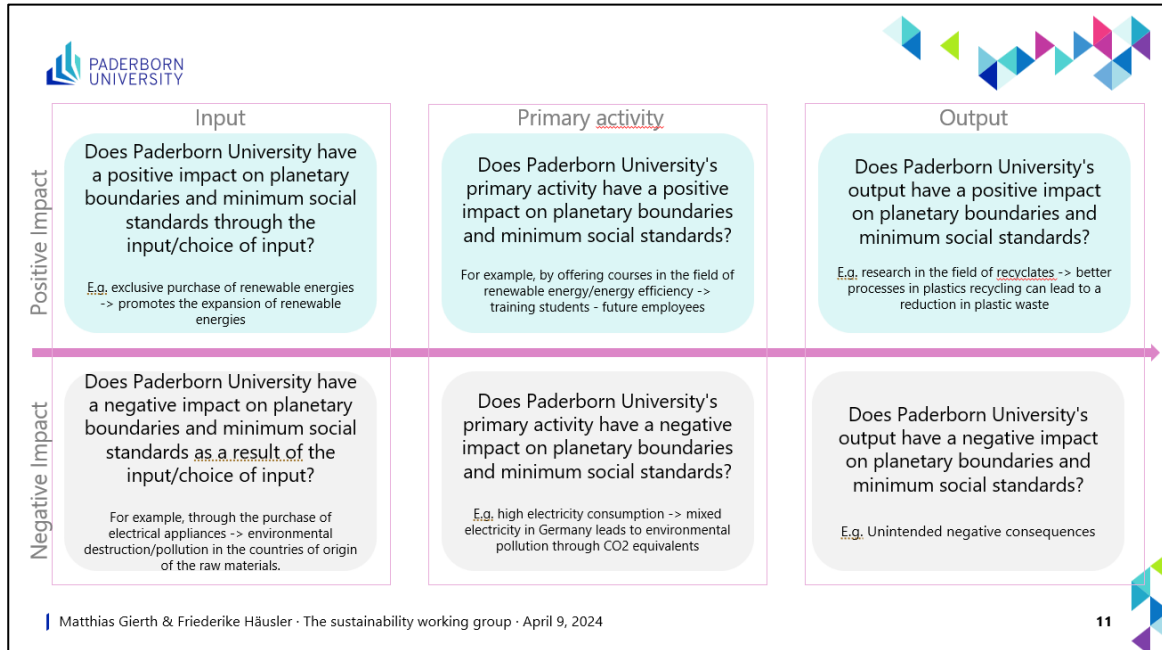 PADERBORN
UNIVERSITY
Input
Primary activity
Output
Positive Impact
Does Paderborn University have
a positive impact on planetary
boundaries and minimum social
standards through the
input/choice of input?
E.g. exclusive purchase of renewable energies
-> promotes the expansion of renewable
energies
Does Paderborn University's
primary activity have a positive
impact on planetary boundaries
and minimum social standards?
For example, by offering courses in the field of
renewable energy/energy efficiency ->
training students - future employees
Does Paderborn University's
output have a positive impact
on planetary boundaries and
minimum social standards?
E.g. research in the field of recyclates -> better
processes in plastics recycling can lead to a
reduction in plastic waste
Negative Impact
Does Paderborn University have
a negative impact on planetary
boundaries and minimum social
standards as a result of the
input/choice of input?
For example, through the purchase of
electrical appliances -> environmental
destruction/pollution in the countries of origin
of the raw materials.
Does Paderborn University's
primary activity have a negative
impact on planetary boundaries
and minimum social standards?
E.g. high electricity consumption -> mixed
electricity in Germany leads to environmental
pollution through CO2 equivalents
Does Paderborn University's
output have a negative impact
on planetary boundaries and
minimum social standards?
E.g. Unintended negative consequences
Matthias Gierth & Friederike Häusler · The sustainability working group · April 9, 2024
11